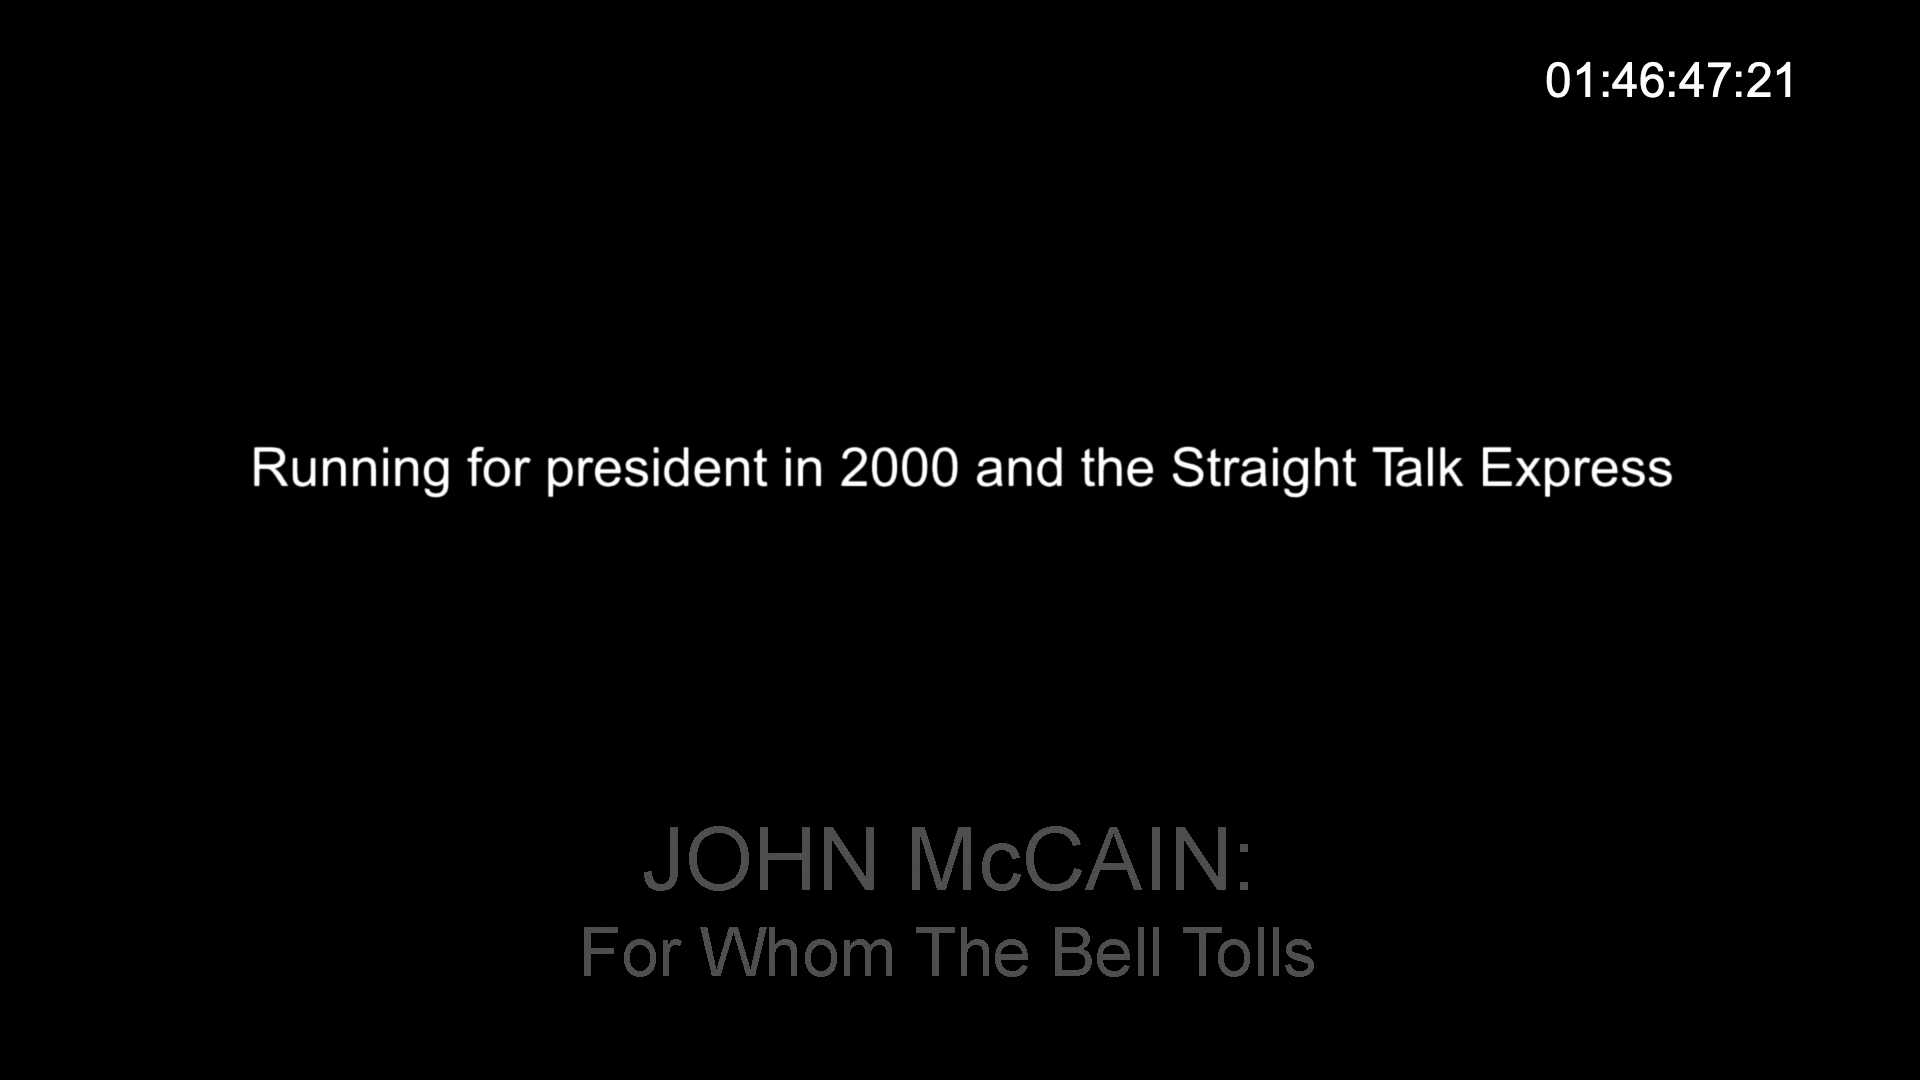 01:46:47:21
Running for president in 2000 and the Straight Talk Express
JOHN McCAIN:
For Whom The Bell Tolls